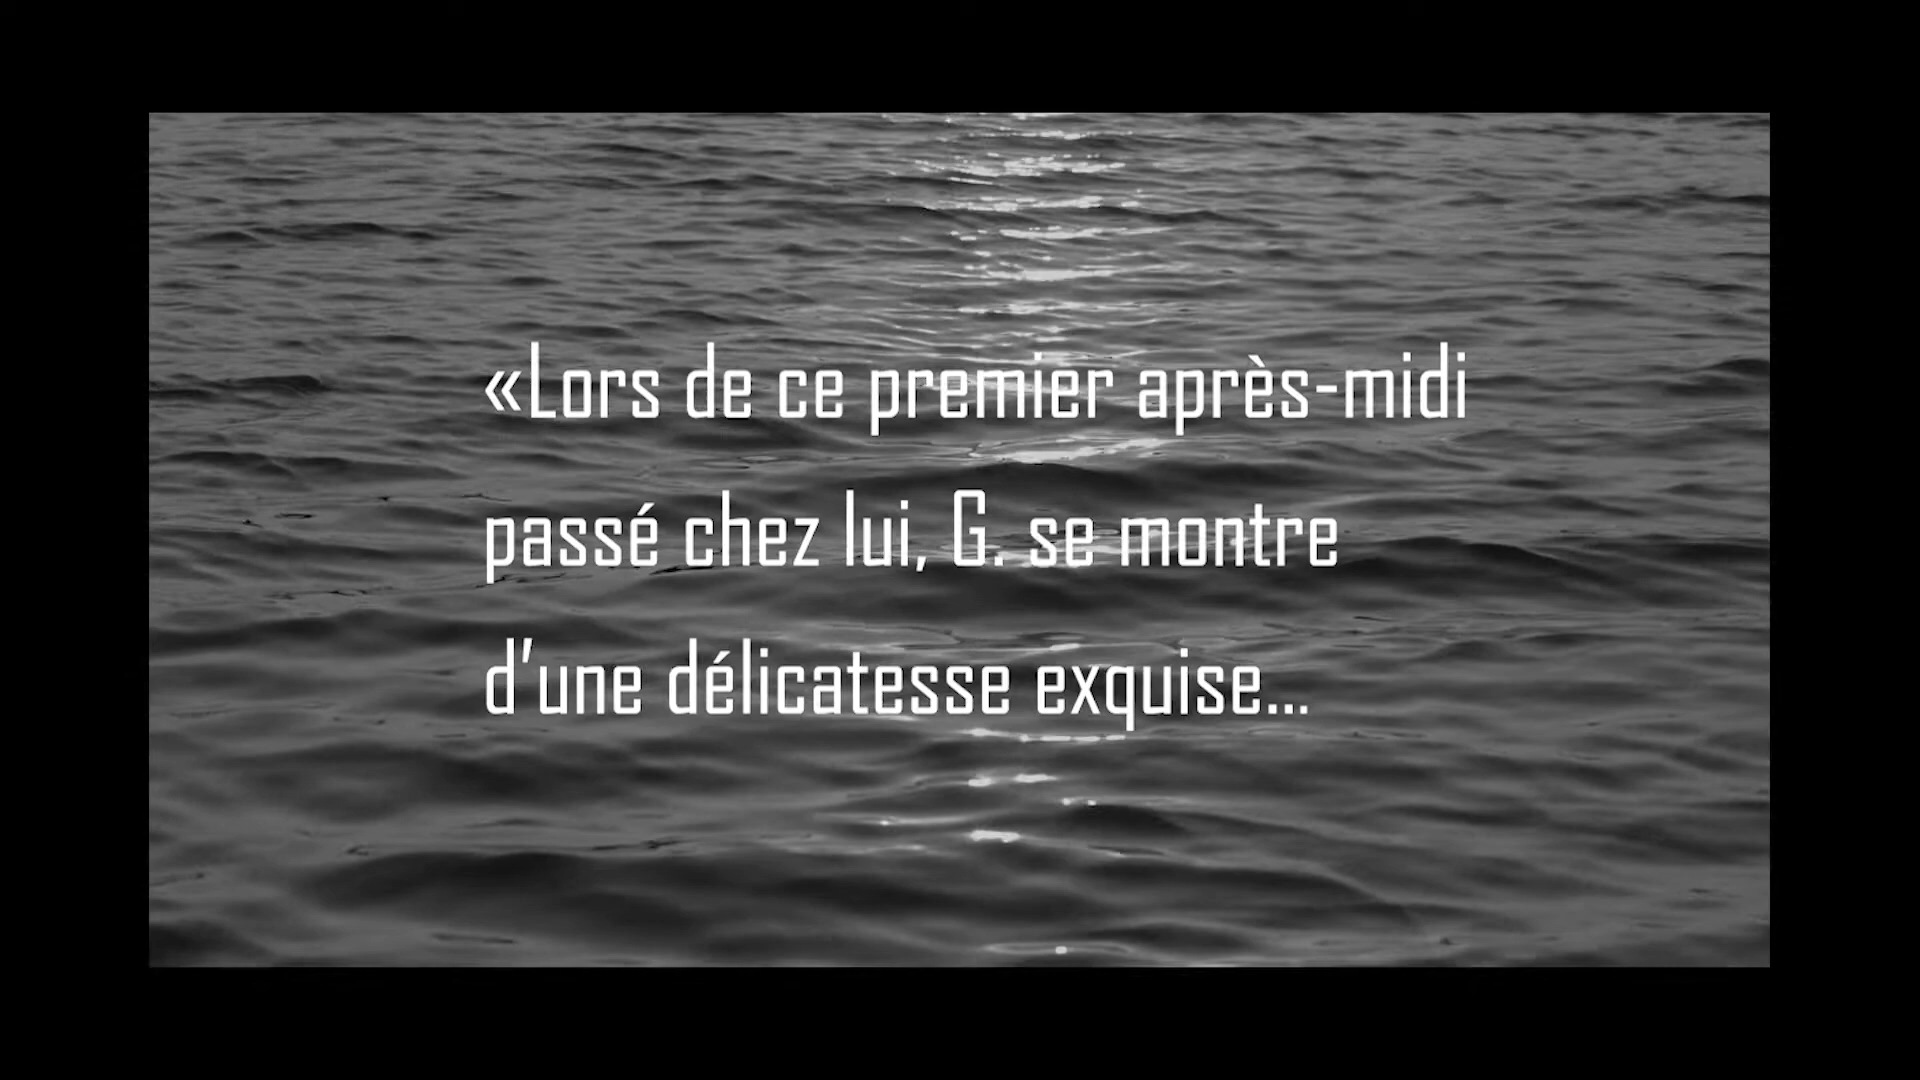 «Lors de ce premier après-midi
passé chez lui, G. se montre
d’une délicatesse exquise...